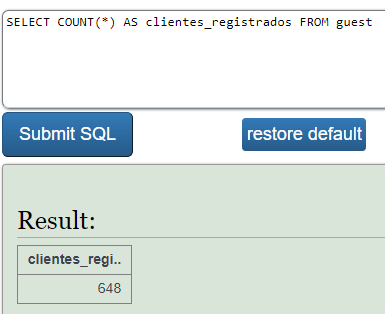 SELECT COUNT(*) AS clientes_registrados FROM guest
Submit SQL
restore default
Result:
clientes_regi..
648